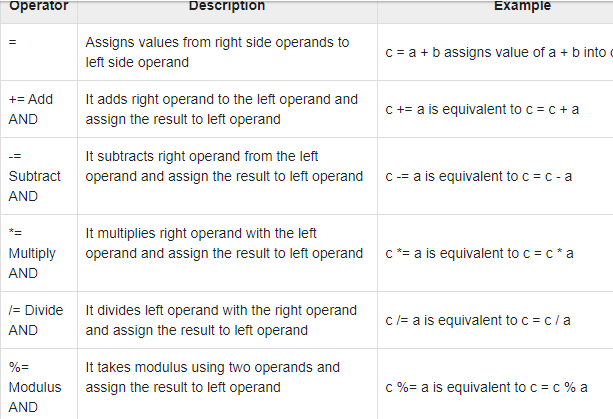 Operator Description Example
=
Assigns values from right side operands to
left side operand
c = a + b assigns value of a + b into
+= Add
AND
It adds right operand to the left operand and
assign the result to left operand
c += a is equivalent to c = c + a
-=
Subtract
AND
It subtracts right operand from the left
operand and assign the result to left operand
c -= a is equivalent to c = c - a
*=
Multiply
AND
It multiplies right operand with the left
operand and assign the result to left operand
c *= a is equivalent to c = c * a
/= Divide
AND
It divides left operand with the right operand
and assign the result to left operand
c /= a is equivalent to c = c / a
%=
Modulus
AND
It takes modulus using two operands and
assign the result to left operand
c %= a is equivalent to c = c % a